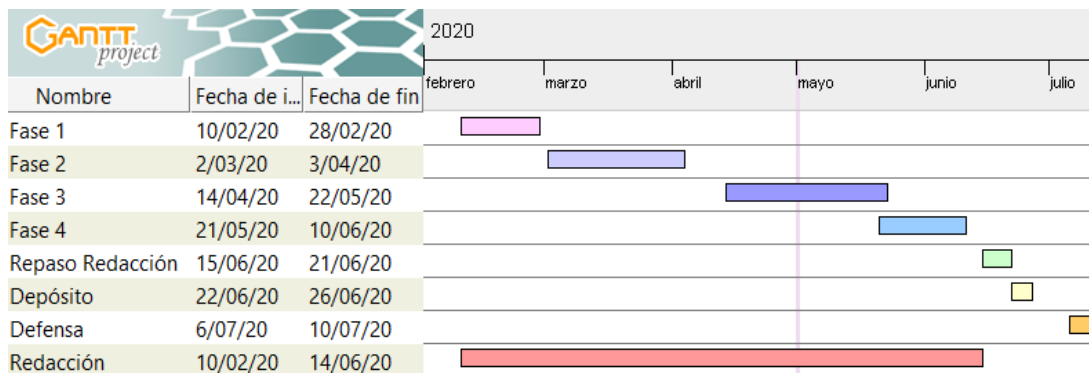 GANTT
project
2020
febrero marzo abril mayo junio julio
Nombre Fecha de i... Fecha de fin
Fase 1 10/02/20 28/02/20
Fase 2 2/03/20 3/04/20
Fase 3 14/04/20 22/05/20
Fase 4 21/05/20 10/06/20
Repaso Redacción 15/06/20 21/06/20
Depósito 22/06/20 26/06/20
Defensa 6/07/20 10/07/20
Redacción 10/02/20 14/06/20